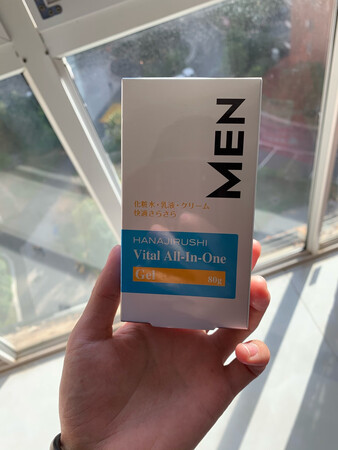 MEN
化粧水・乳液・クリーム
快適さらさら
HANAJIRUSHI
Vital All-In-One
Gel 80g